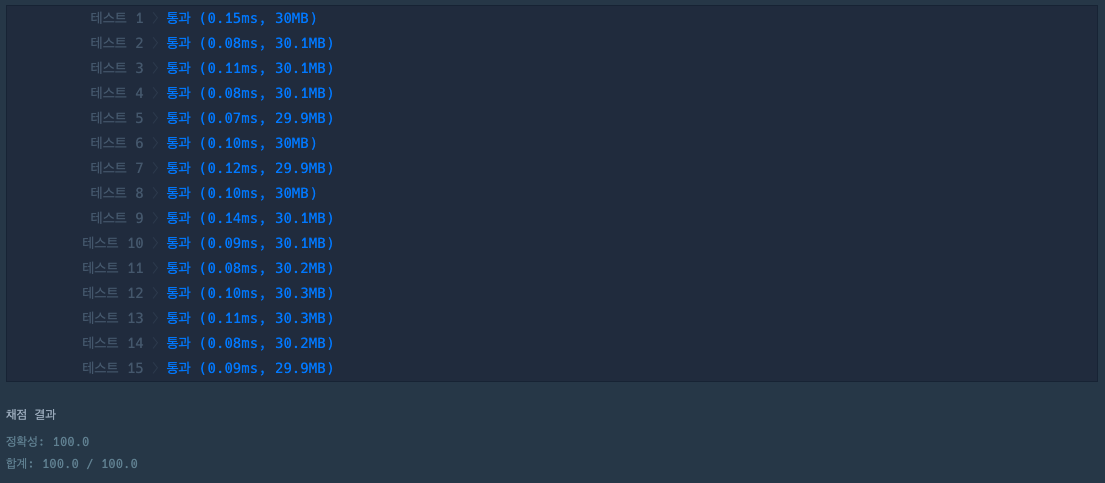 테스트 1 〉 통과 (0.15ms, 30MB)
테스트 2 〉 통과 (0.08ms, 30.1MB)
테스트 3 〉 통과 (0.11ms, 30.1MB)
테스트 4 〉 통과 (0.08ms, 30.1MB)
테스트 5 〉 통과 (0.07ms, 29.9MB)
테스트 6 〉 통과 (0.10ms, 30MB)
테스트 7 〉 통과 (0.12ms, 29.9MB)
테스트 8 〉 통과 (0.10ms, 30MB)
테스트 9 〉 통과 (0.14ms, 30.1MB)
테스트 10 〉 통과 (0.09ms, 30.1MB)
테스트 11 〉 통과 (0.08ms, 30.2MB)
테스트 12 〉 통과 (0.10ms, 30.3MB)
테스트 13 〉 통과 (0.11ms, 30.3MB)
테스트 14 〉 통과 (0.08ms, 30.2MB)
테스트 15 〉 통과 (0.09ms, 29.9MB)
채점 결과
정확성: 100.0
합계: 100.0 / 100.0